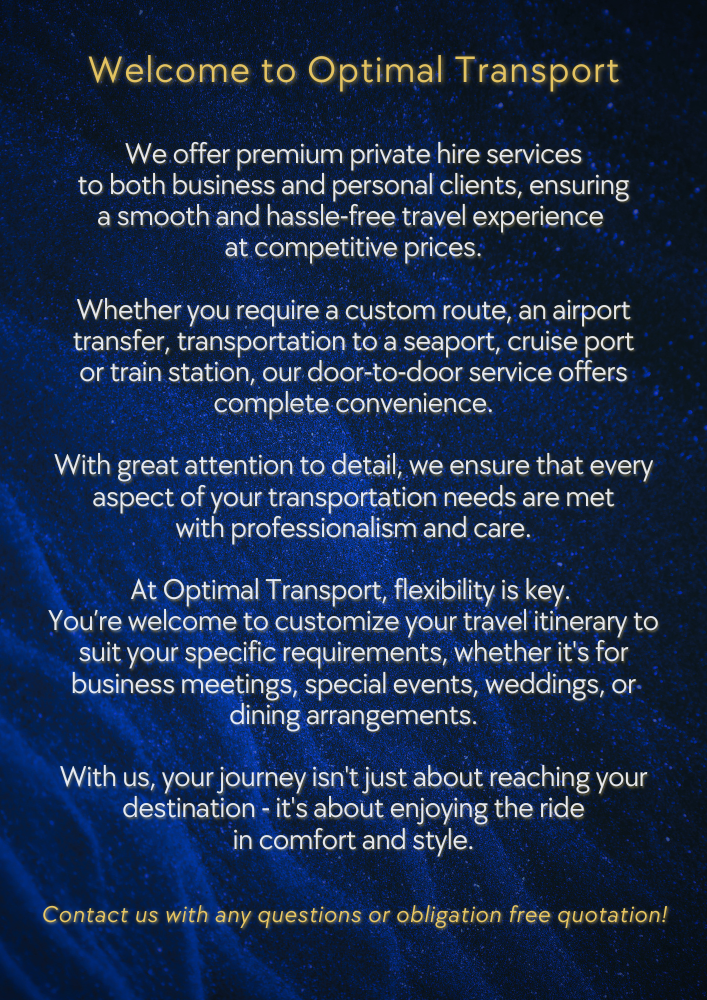 Welcome to Optimal Transport
We offer premium private hire services
to both business and personal clients, ensuring
a smooth and hassle-free travel experience
at competitive prices.
Whether you require a custom route, an airport
transfer, transportation to a seaport, cruise port
or train station, our door-to-door service offers
complete convenience.
With great attention to detail, we ensure that every
aspect of your transportation needs are met
with professionalism and care.
At Optimal Transport, flexibility is key.
You're welcome to customize your travel itinerary to
suit your specific requirements, whether it's for
business meetings, special events, weddings, or
dining arrangements.
With us, your journey isn't just about reaching your
destination - it's about enjoying the ride
in comfort and style.
Contact us with any questions or obligation free quotation!